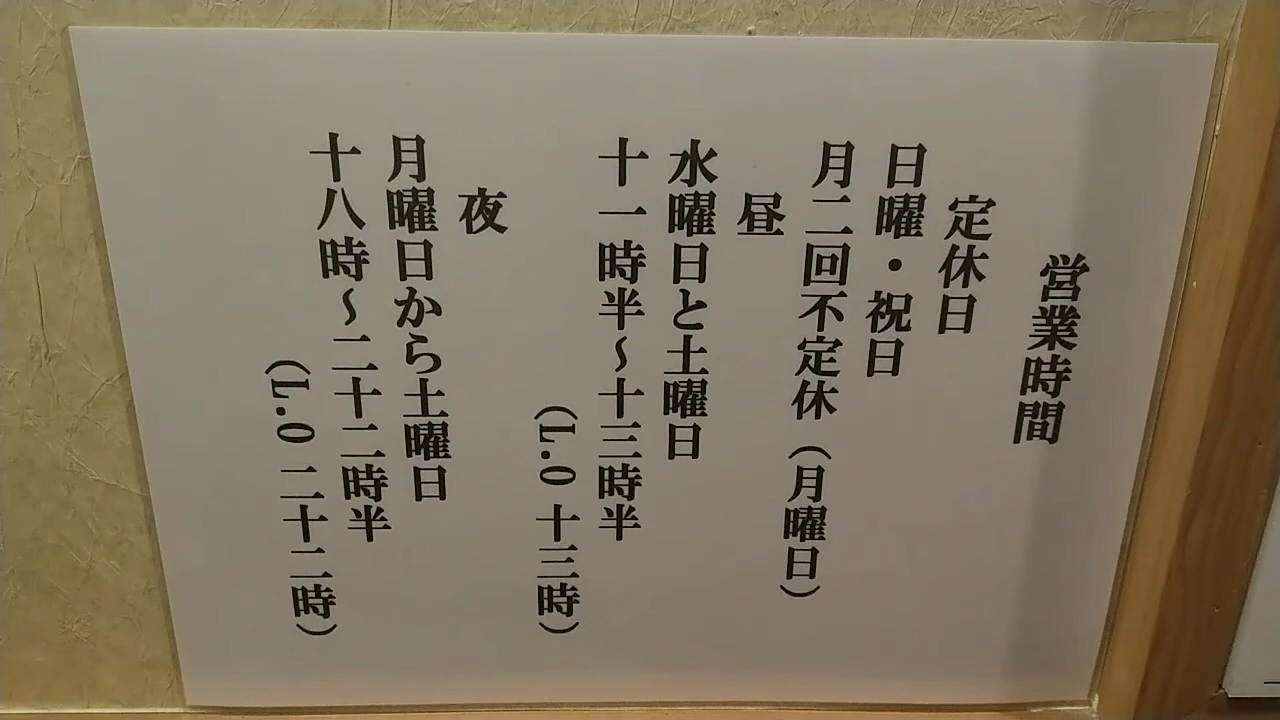 営業時間
定休日
日曜・祝日
月二回不定休（月曜日）
昼
水曜日と土曜日
十一時半～十三時半
（L.O 十三時）
夜
月曜日から土曜日
十八時～二十二時半
（L.O 二十二時）